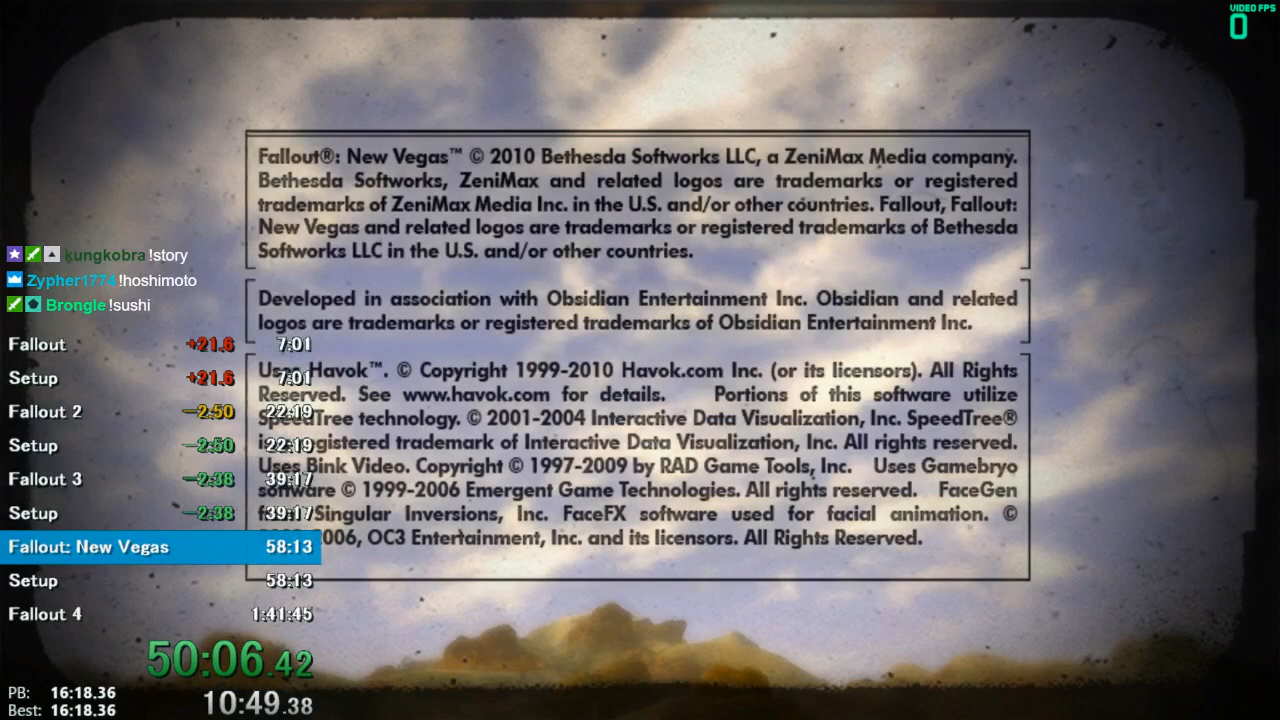 VIDEO FPS
0
Fallout®: New Vegas™ © 2010 Bethesda Softworks LLC, a ZeniMax Media company.
Bethesda Softworks, ZeniMax and related logos are trademarks or registered
trademarks of ZeniMax Media Inc. in the U.S. and/or other countries. Fallout, Fallout:
New Vegas and related logos are trademarks or registered trademarks of Bethesda
Softworks LLC in the U.S. and/or other countries.
Developed in association with Obsidian Entertainment Inc. Obsidian and related
logos are trademarks or registered trademarks of Obsidian Entertainment Inc.
Uses Havok™. © Copyright 1999-2010 Havok.com Inc. (or its licensors). All Rights
Reserved. See www.havok.com for details. Portions of this software utilize
SpeedTree technology. © 2001-2004 Interactive Data Visualization, Inc. SpeedTree®
is a registered trademark of Interactive Data Visualization, Inc. All rights reserved.
Uses Bink Video. Copyright © 1997-2009 by RAD Game Tools, Inc. Uses Gamebryo
software © 1999-2006 Emergent Game Technologies. All rights reserved. FaceGen
Singular Inversions, Inc. FaceFX software used for facial animation. ©
006, OC3 Entertainment, Inc. and its licensors. All Rights Reserved.
kungkobra !story
Zypher1774 !hoshimoto
Brongle !sushi
Fallout +21.6 7:01
Setup +21.6 7:01
Fallout 2 −2:50 22:19
Setup −2:50 22:19
Fallout 3 −2:38 39:17
Setup −2:38 39:17
Fallout: New Vegas 58:13
Setup 58:13
Fallout 4 1:41:45
50:06.42
PB: 16:18.36
Best: 16:18.36
10:49.38